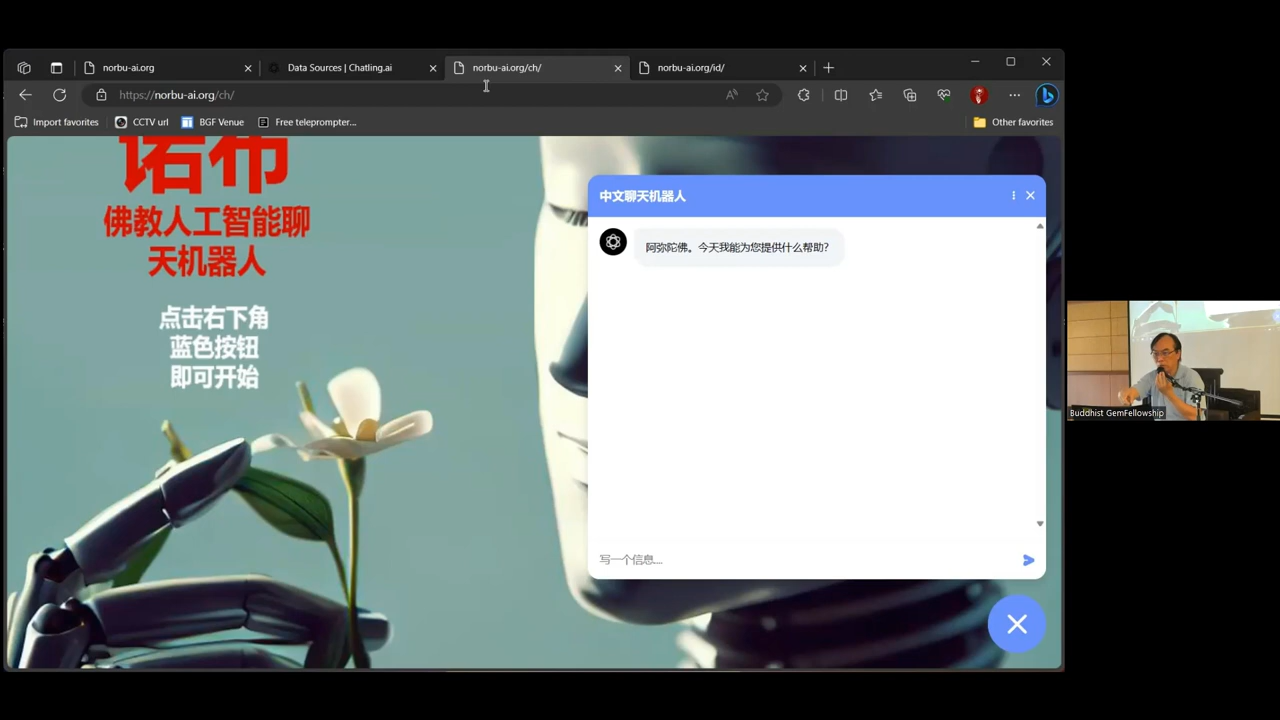 norbu-ai.org
Data Sources | Chatling.ai
norbu-ai.org/ch/
norbu-ai.org/id/
https://norbu-ai.org/ch/
Import favorites
CCTV url
BGF Venue
Free teleprompter...
Other favorites
诺布
佛教人工智能聊
天机器人
点击右下角
蓝色按钮
即可开始
中文聊天机器人
阿弥陀佛。今天我能为您提供什么帮助?
写一个信息...
Buddhist GemFellowship